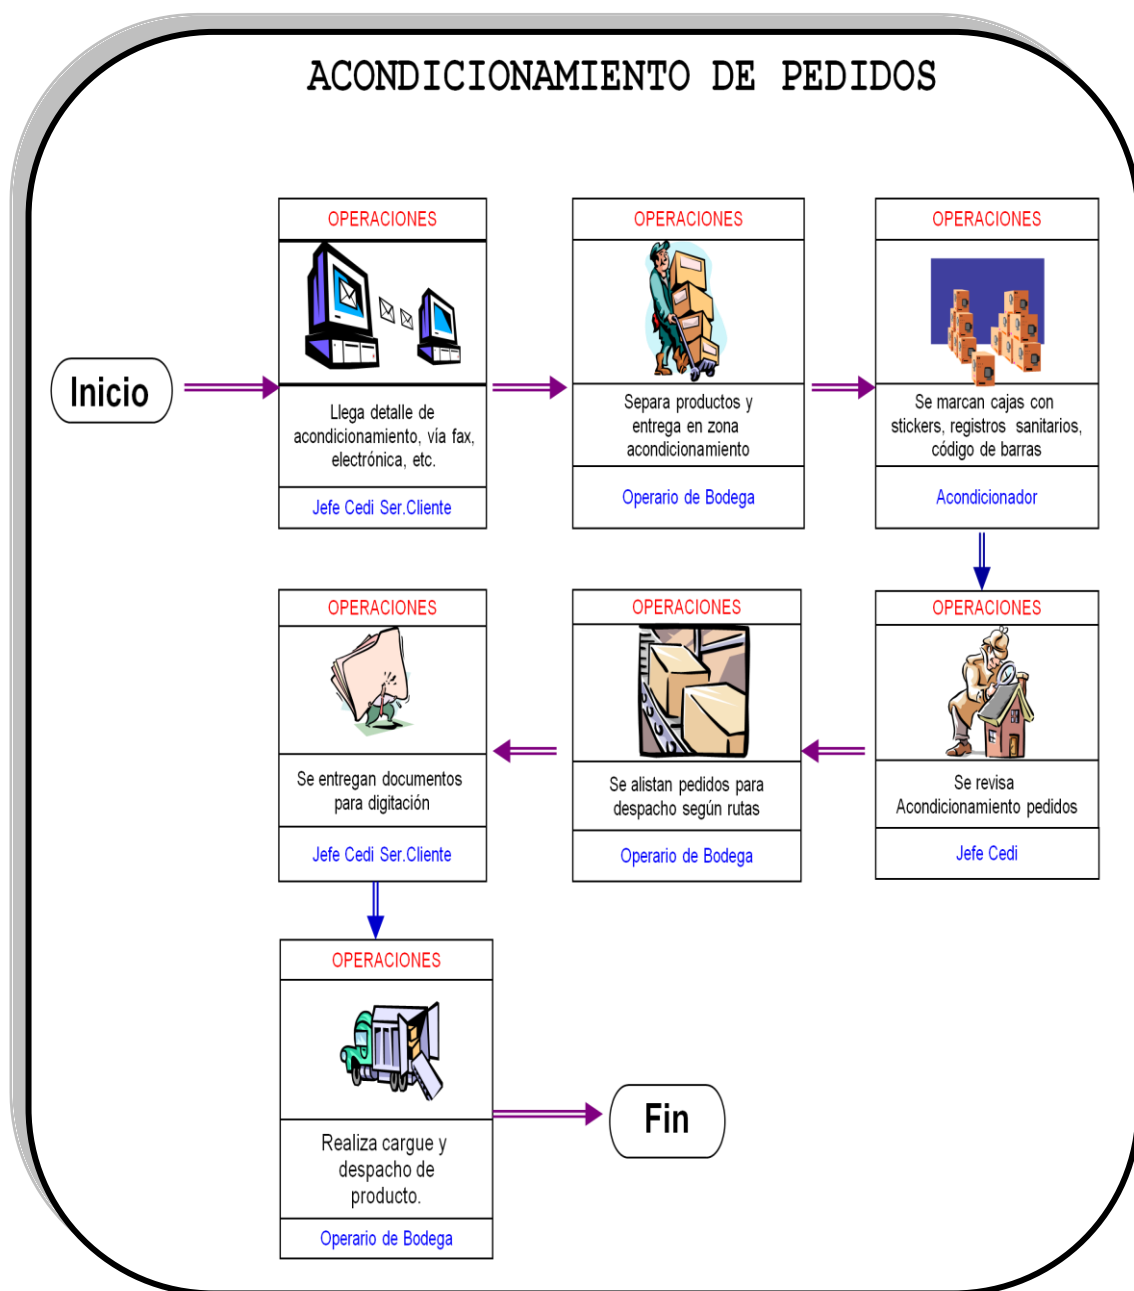 ACONDICIONAMIENTO DE PEDIDOS
Inicio
OPERACIONES
Llega detalle de
acondicionamiento, vía fax,
electrónica, etc.
Jefe Cedi Ser.Cliente
OPERACIONES
Separa productos y
entrega en zona
acondicionamiento
Operario de Bodega
OPERACIONES
Se marcan cajas con
stickers, registros sanitarios,
código de barras
Acondicionador
OPERACIONES
Se revisa
Acondicionamiento pedidos
Jefe Cedi
OPERACIONES
Se alistan pedidos para
despacho según rutas
Operario de Bodega
OPERACIONES
Se entregan documentos
para digitación
Jefe Cedi Ser.Cliente
OPERACIONES
Realiza cargue y
despacho de
producto.
Operario de Bodega
Fin